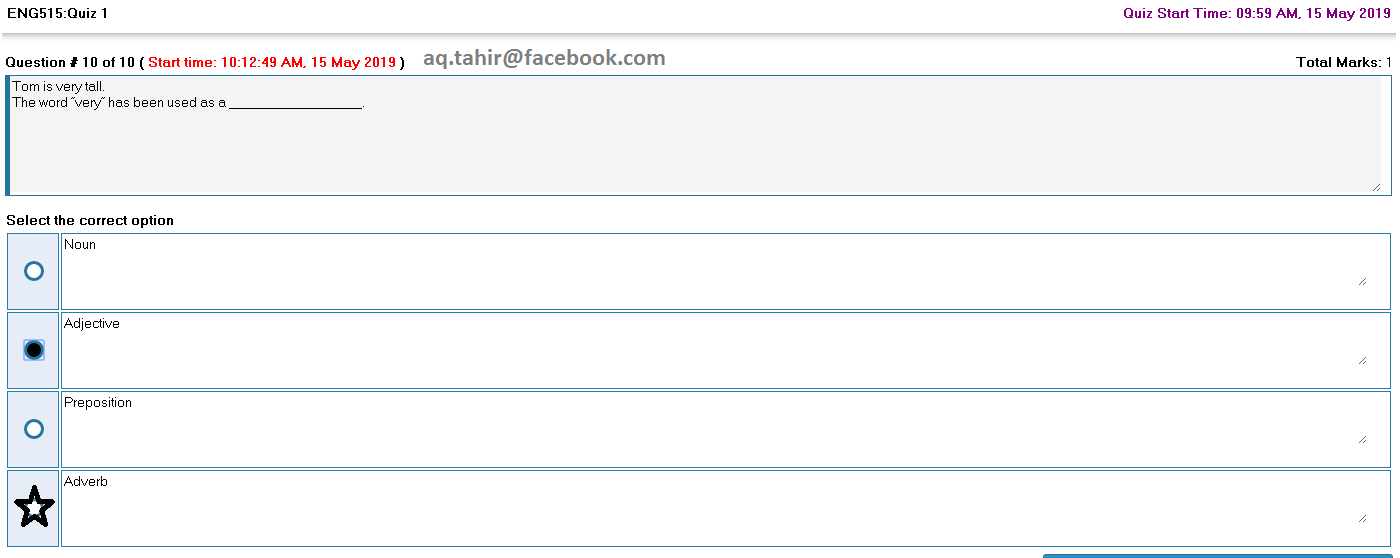 ENG515:Quiz 1
Quiz Start Time: 09:59 AM, 15 May 2019
Question # 10 of 10 ( Start time: 10:12:49 AM, 15 May 2019 )
aq.tahir@facebook.com
Total Marks: 1
Tom is very tall.
The word “very” has been used as a ___________________.
Select the correct option
Noun
Adjective
Preposition
Adverb